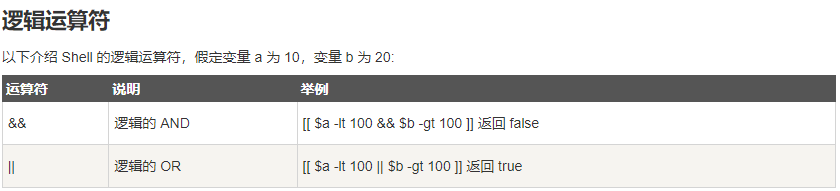 逻辑运算符
以下介绍 Shell 的逻辑运算符，假定变量 a 为 10，变量 b 为 20:
运算符 说明 举例
&& 逻辑的 AND [[ $a -lt 100 && $b -gt 100 ]] 返回 false
|| 逻辑的 OR [[ $a -lt 100 || $b -gt 100 ]] 返回 true